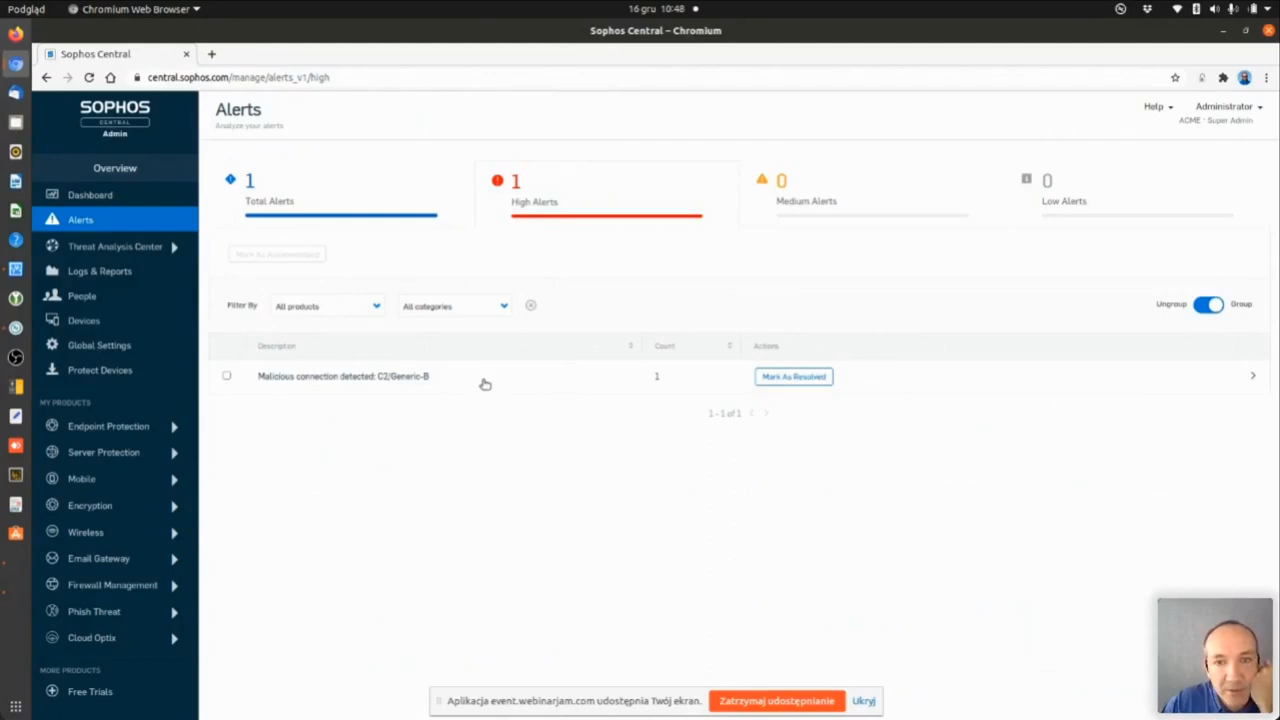 Podgląd
Chromium Web Browser
16 gru 10:48
Sophos Central – Chromium
Sophos Central
central.sophos.com/manage/alerts_v1/high
SOPHOS
CENTRAL
Admin
Overview
Dashboard
Alerts
Threat Analysis Center
Logs & Reports
People
Devices
Global Settings
Protect Devices
MY PRODUCTS
Endpoint Protection
Server Protection
Mobile
Encryption
Wireless
Email Gateway
Firewall Management
Phish Threat
Cloud Optix
MORE PRODUCTS
Free Trials
Alerts
Analyze your alerts
Help
Administrator
ACME · Super Admin
1
Total Alerts
1
High Alerts
0
Medium Alerts
0
Low Alerts
Mark As Acknowledged
Filter By
All products
All categories
Ungroup
Group
Description
Count
Actions
Malicious connection detected: C2/Generic-B
1
Mark As Resolved
1 - 1 of 1
Aplikacja event.webinarjam.com udostępnia Twój ekran.
Zatrzymaj udostępnianie
Ukryj